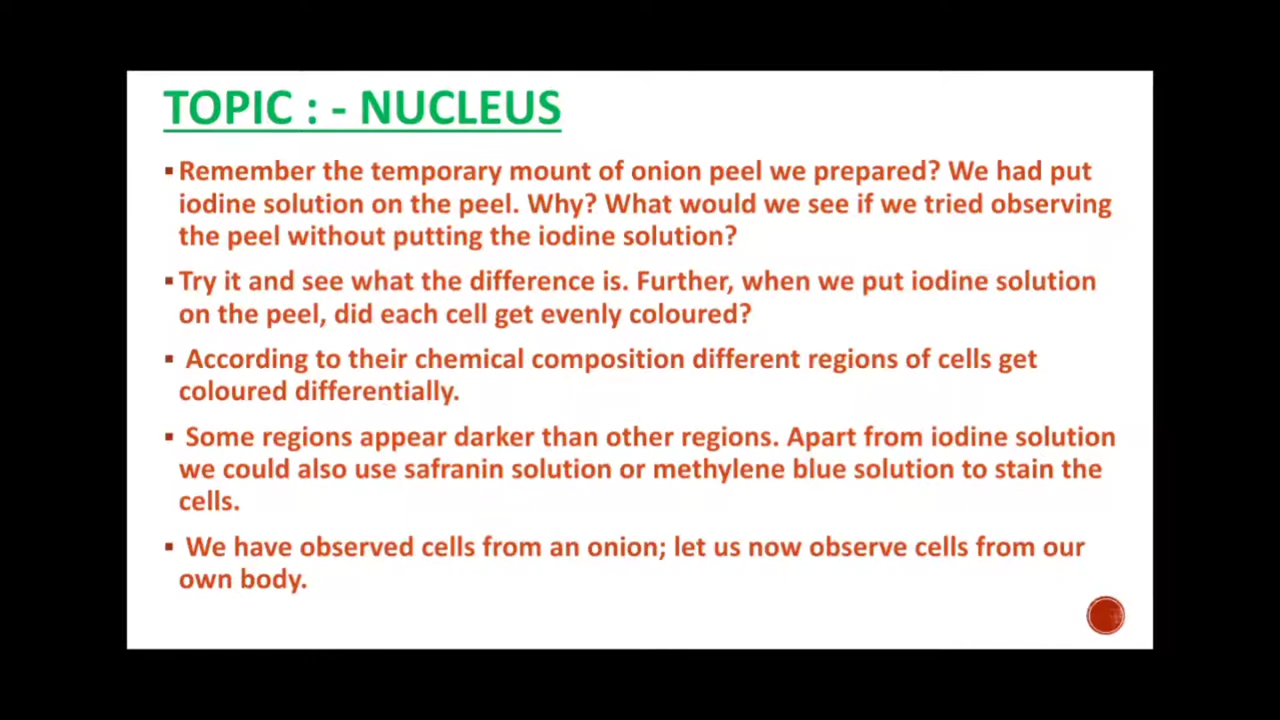 TOPIC : - NUCLEUS
▪ Remember the temporary mount of onion peel we prepared? We had put
iodine solution on the peel. Why? What would we see if we tried observing
the peel without putting the iodine solution?
▪ Try it and see what the difference is. Further, when we put iodine solution
on the peel, did each cell get evenly coloured?
▪ According to their chemical composition different regions of cells get
coloured differentially.
▪ Some regions appear darker than other regions. Apart from iodine solution
we could also use safranin solution or methylene blue solution to stain the
cells.
▪ We have observed cells from an onion; let us now observe cells from our
own body.